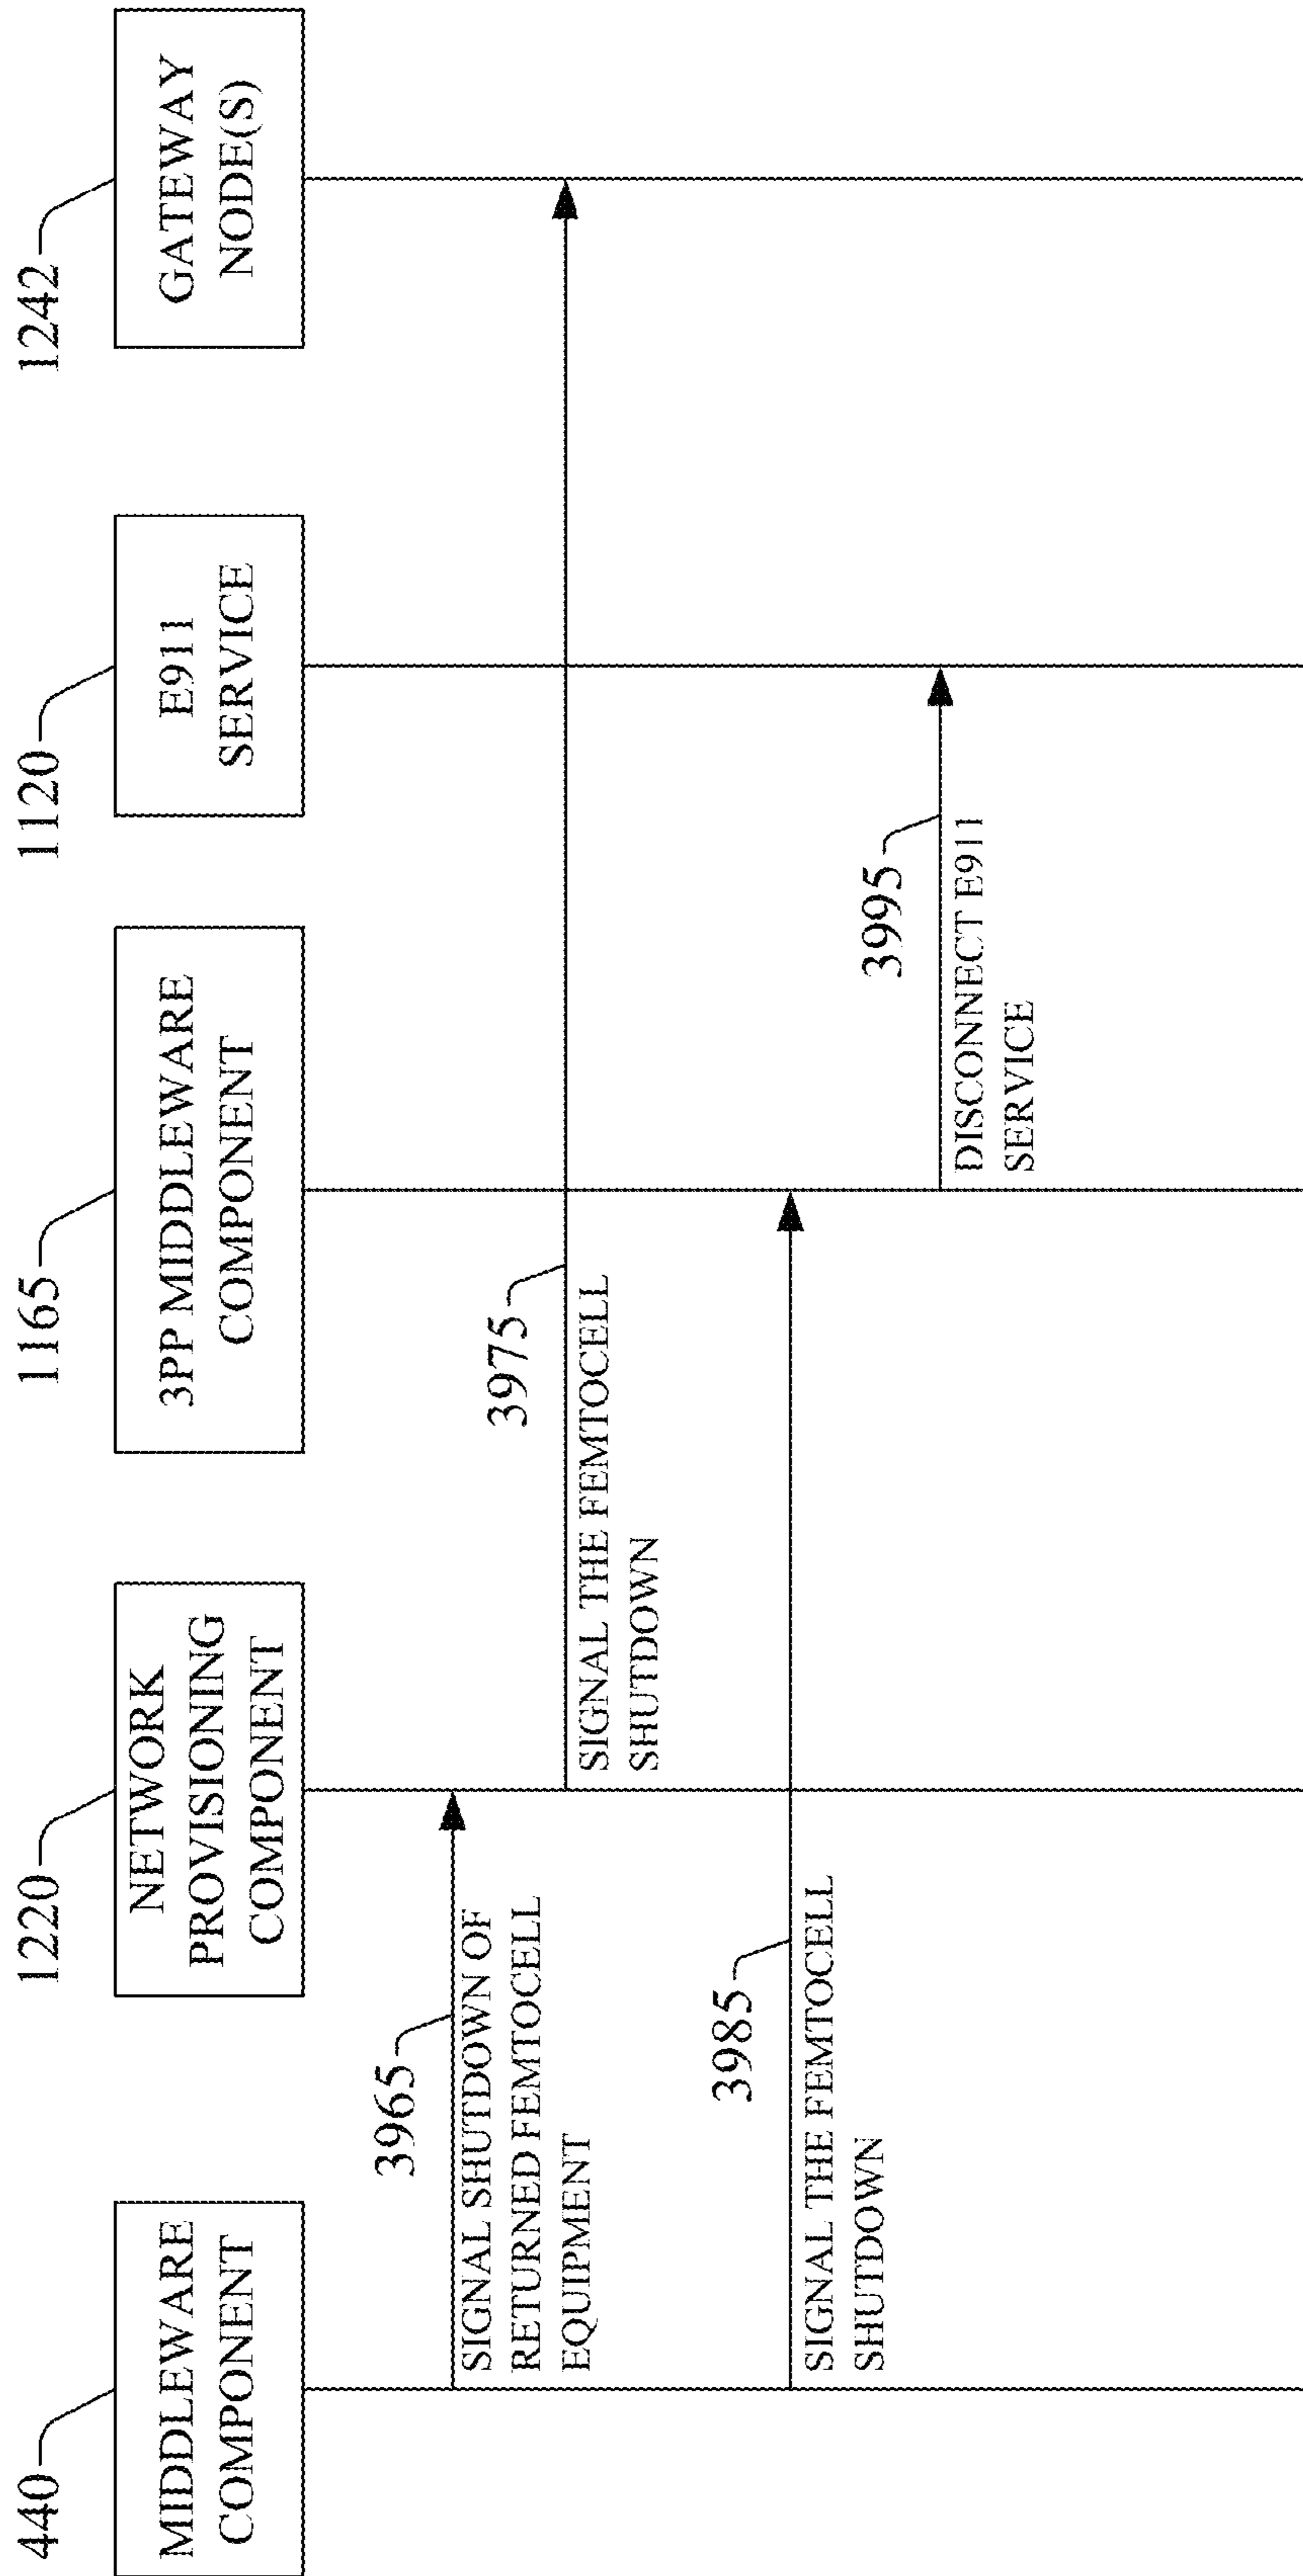 440
MIDDLEWARE
COMPONENT
1220
NETWORK
PROVISIONING
COMPONENT
1165
3PP MIDDLEWARE
COMPONENT
1120
E911
SERVICE
1242
GATEWAY
NODE(S)
3965
SIGNAL SHUTDOWN OF
RETURNED FEMTOCELL
EQUIPMENT
3975
SIGNAL THE FEMTOCELL
SHUTDOWN
3985
SIGNAL THE FEMTOCELL
SHUTDOWN
3995
DISCONNECT E911
SERVICE